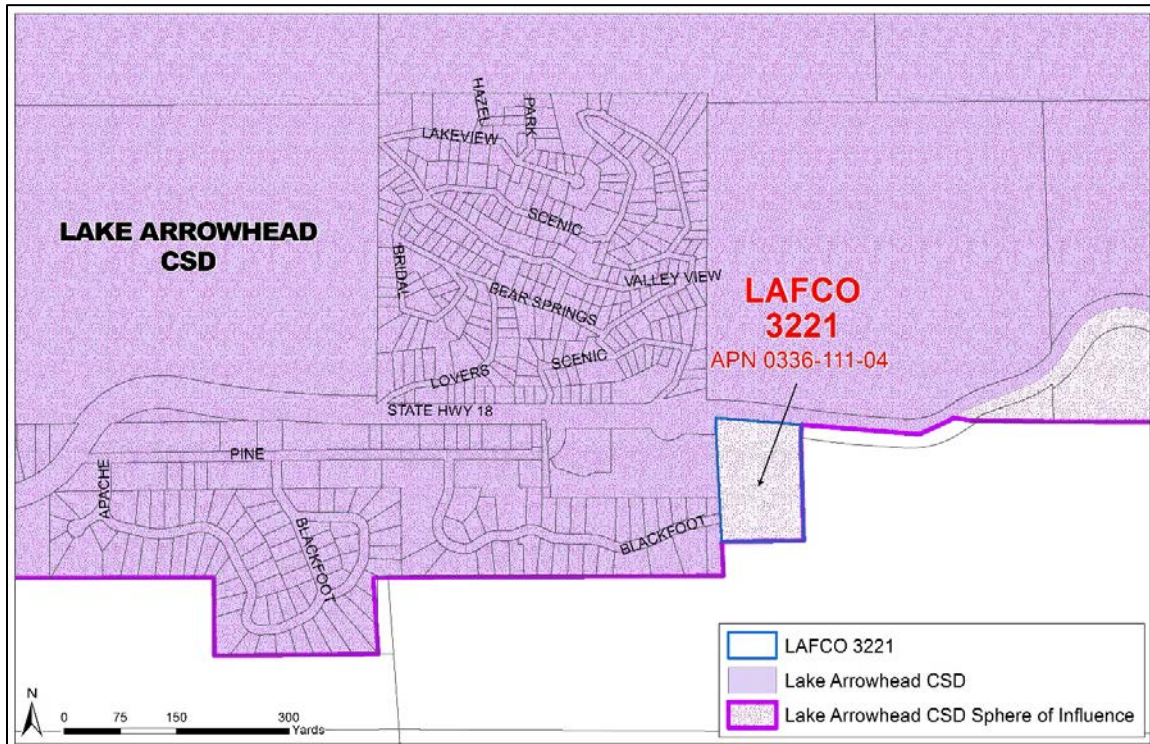 HAZEL
PARK
LAKEVIEW
LAKE ARROWHEAD
CSD
SCENIC
BRIDAL
VALLEY VIEW
BEAR SPRINGS
LAFCO
3221
APN 0336-111-04
SCENIC
LOVERS
STATE HWY 18
PINE
APACHE
BLACKFOOT
BLACKFOOT
LAFCO 3221
Lake Arrowhead CSD
Lake Arrowhead CSD Sphere of Influence
N
0 75 150 300
Yards